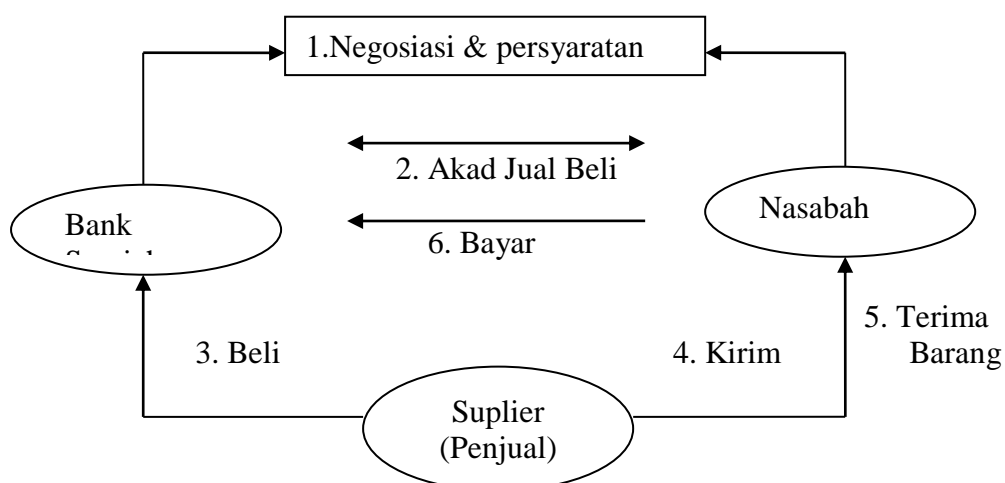 1.Negosiasi & persyaratan
2. Akad Jual Beli
Bank
Nasabah
6. Bayar
3. Beli
4. Kirim
5. Terima
Barang
Suplier
(Penjual)